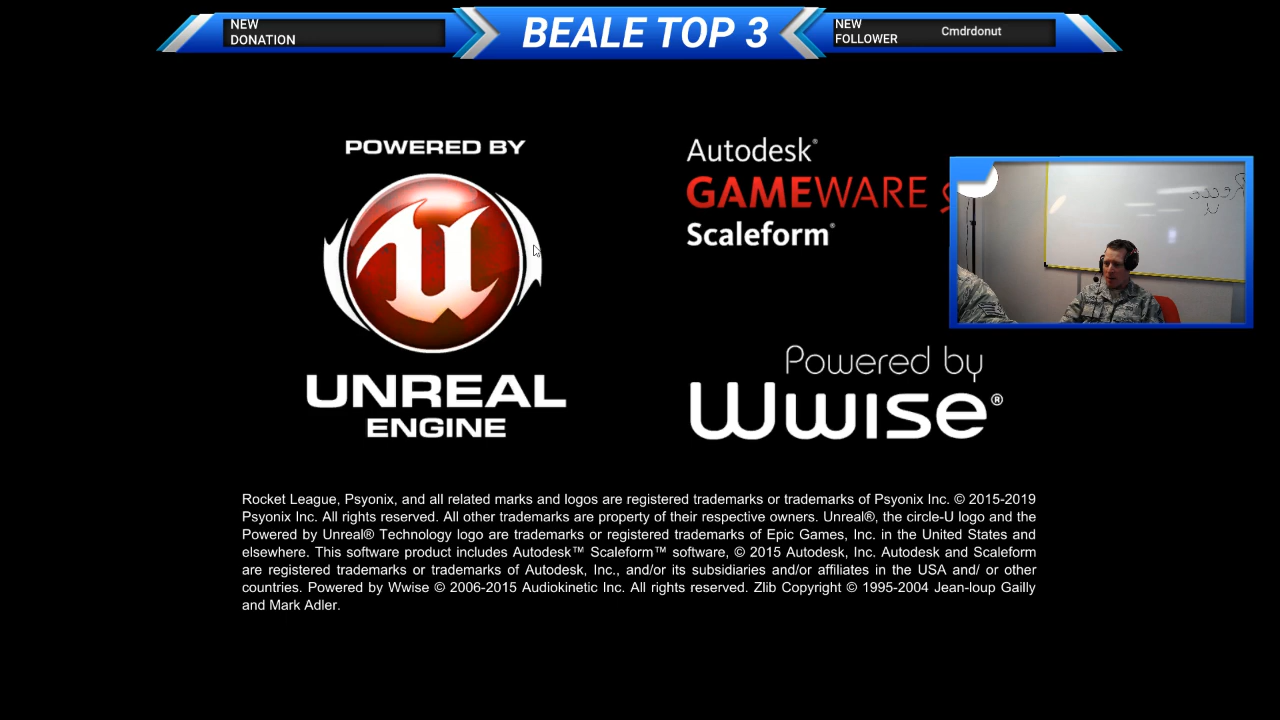 NEW
DONATION
BEALE TOP 3
NEW
FOLLOWER
Cmdrdonut
POWERED BY
UNREAL
ENGINE
Autodesk®
GAMEWARE
Scaleform®
Powered by
Wwise®
Rocket League, Psyonix, and all related marks and logos are registered trademarks or trademarks of Psyonix Inc. © 2015-2019
Psyonix Inc. All rights reserved. All other trademarks are property of their respective owners. Unreal®, the circle-U logo and the
Powered by Unreal® Technology logo are trademarks or registered trademarks of Epic Games, Inc. in the United States and
elsewhere. This software product includes Autodesk™ Scaleform™ software, © 2015 Autodesk, Inc. Autodesk and Scaleform
are registered trademarks or trademarks of Autodesk, Inc., and/or its subsidiaries and/or affiliates in the USA and/ or other
countries. Powered by Wwise © 2006-2015 Audiokinetic Inc. All rights reserved. Zlib Copyright © 1995-2004 Jean-loup Gailly
and Mark Adler.